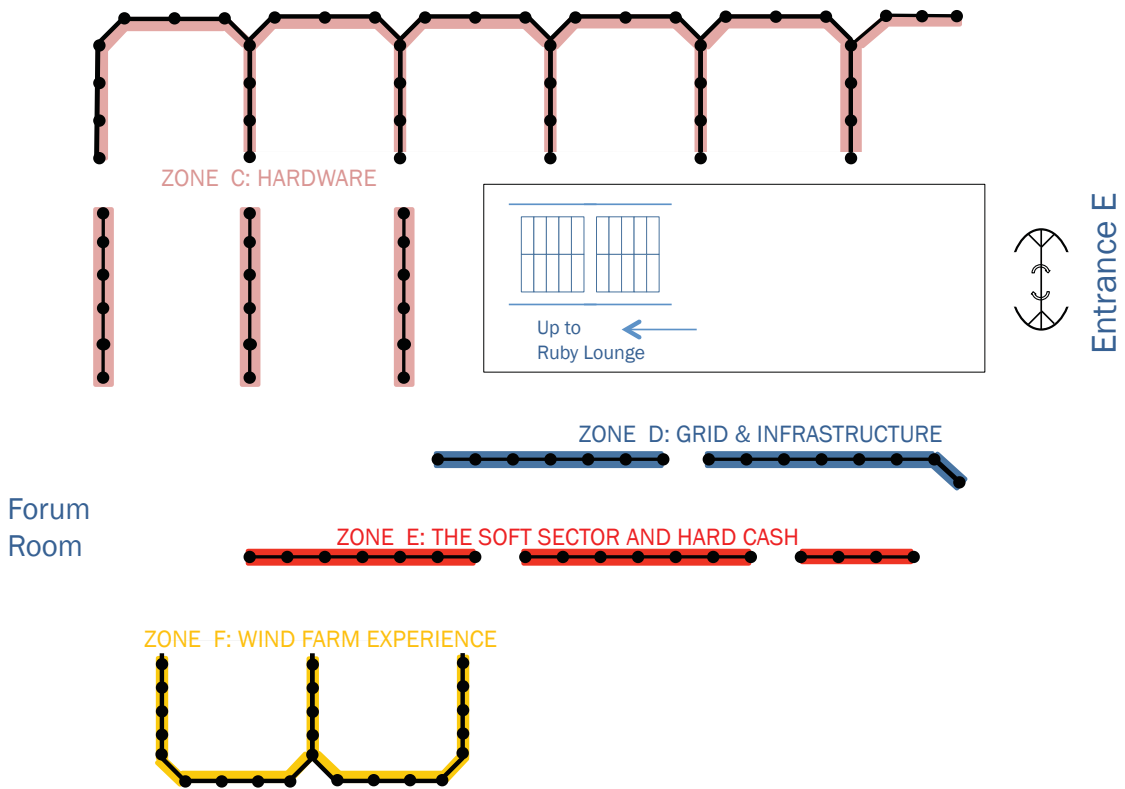 ZONE C: HARDWARE
Entrance E
Up to
Ruby Lounge
ZONE D: GRID & INFRASTRUCTURE
Forum
Room
ZONE E: THE SOFT SECTOR AND HARD CASH
ZONE F: WIND FARM EXPERIENCE